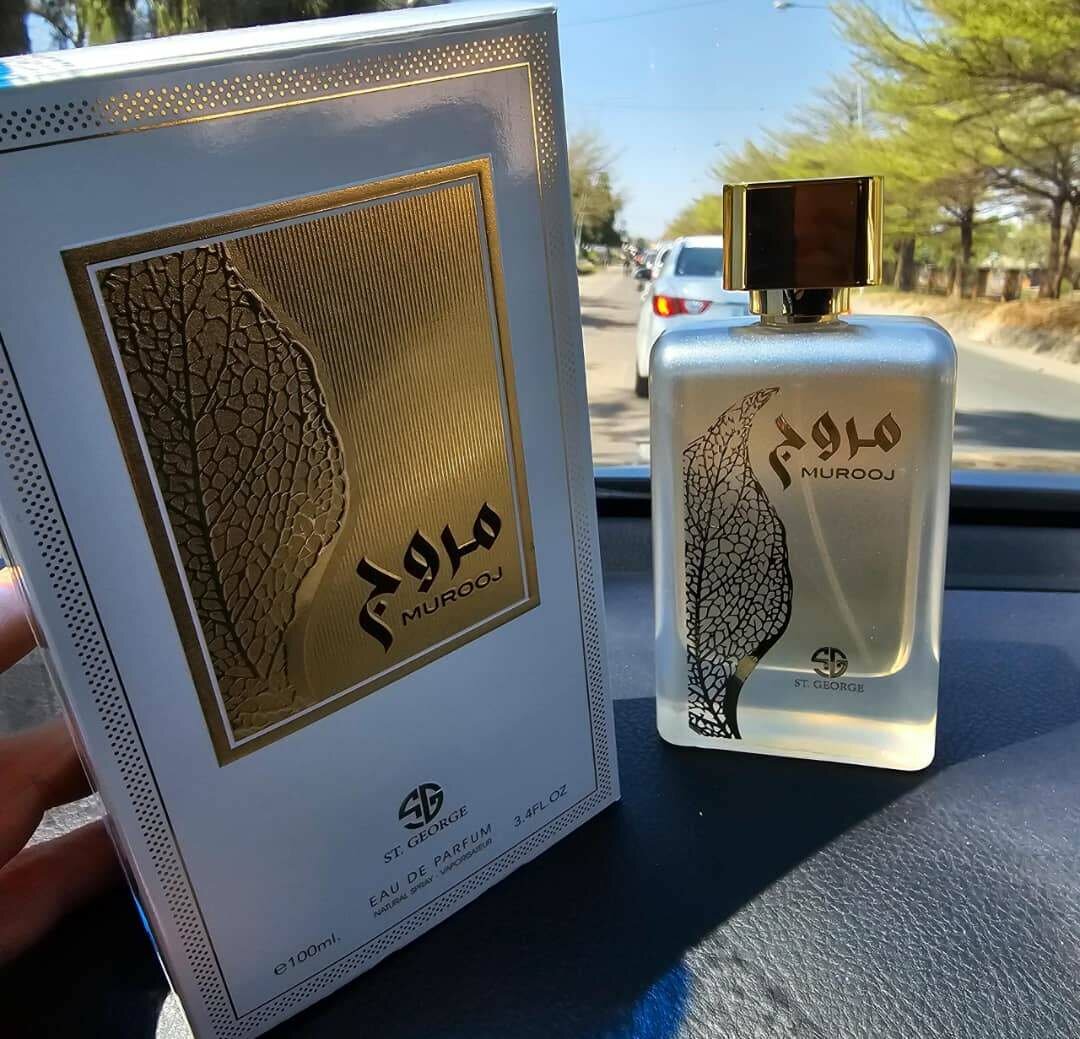 مروج
MUROOJ
SG
ST. GEORGE
EAU DE PARFUM
NATURAL SPRAY - VAPORISATEUR
e100ml, 3.4FL.OZ
مروج
MUROOJ
SG
ST. GEORGE